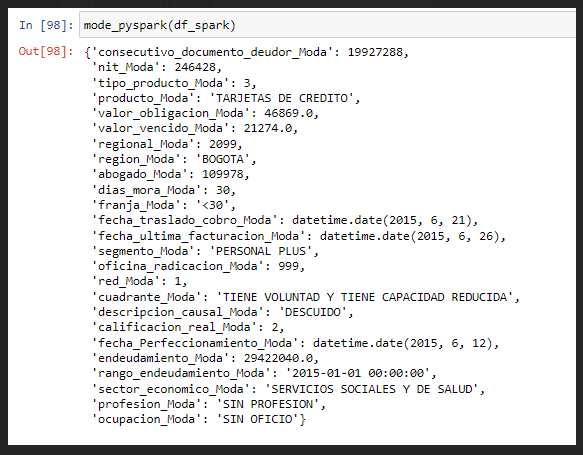 In [98]: mode_pyspark(df_spark)
Out[98]: {'consecutivo_documento_deudor_Moda': 19927288,
'nit_Moda': 246428,
'tipo_producto_Moda': 3,
'producto_Moda': 'TARJETAS DE CREDITO',
'valor_obligacion_Moda': 46869.0,
'valor_vencido_Moda': 21274.0,
'regional_Moda': 2099,
'region_Moda': 'BOGOTA',
'abogado_Moda': 109978,
'dias_mora_Moda': 30,
'franja_Moda': '<30',
'fecha_traslado_cobro_Moda': datetime.date(2015, 6, 21),
'fecha_ultima_facturacion_Moda': datetime.date(2015, 6, 26),
'segmento_Moda': 'PERSONAL PLUS',
'oficina_radicacion_Moda': 999,
'red_Moda': 1,
'cuadrante_Moda': 'TIENE VOLUNTAD Y TIENE CAPACIDAD REDUCIDA',
'descripcion_causal_Moda': 'DESCUIDO',
'calificacion_real_Moda': 2,
'fecha_Perfeccionamiento_Moda': datetime.date(2015, 6, 12),
'endeudamiento_Moda': 29422040.0,
'rango_endeudamiento_Moda': '2015-01-01 00:00:00',
'sector_economico_Moda': 'SERVICIOS SOCIALES Y DE SALUD',
'profesion_Moda': 'SIN PROFESION',
'ocupacion_Moda': 'SIN OFICIO'}